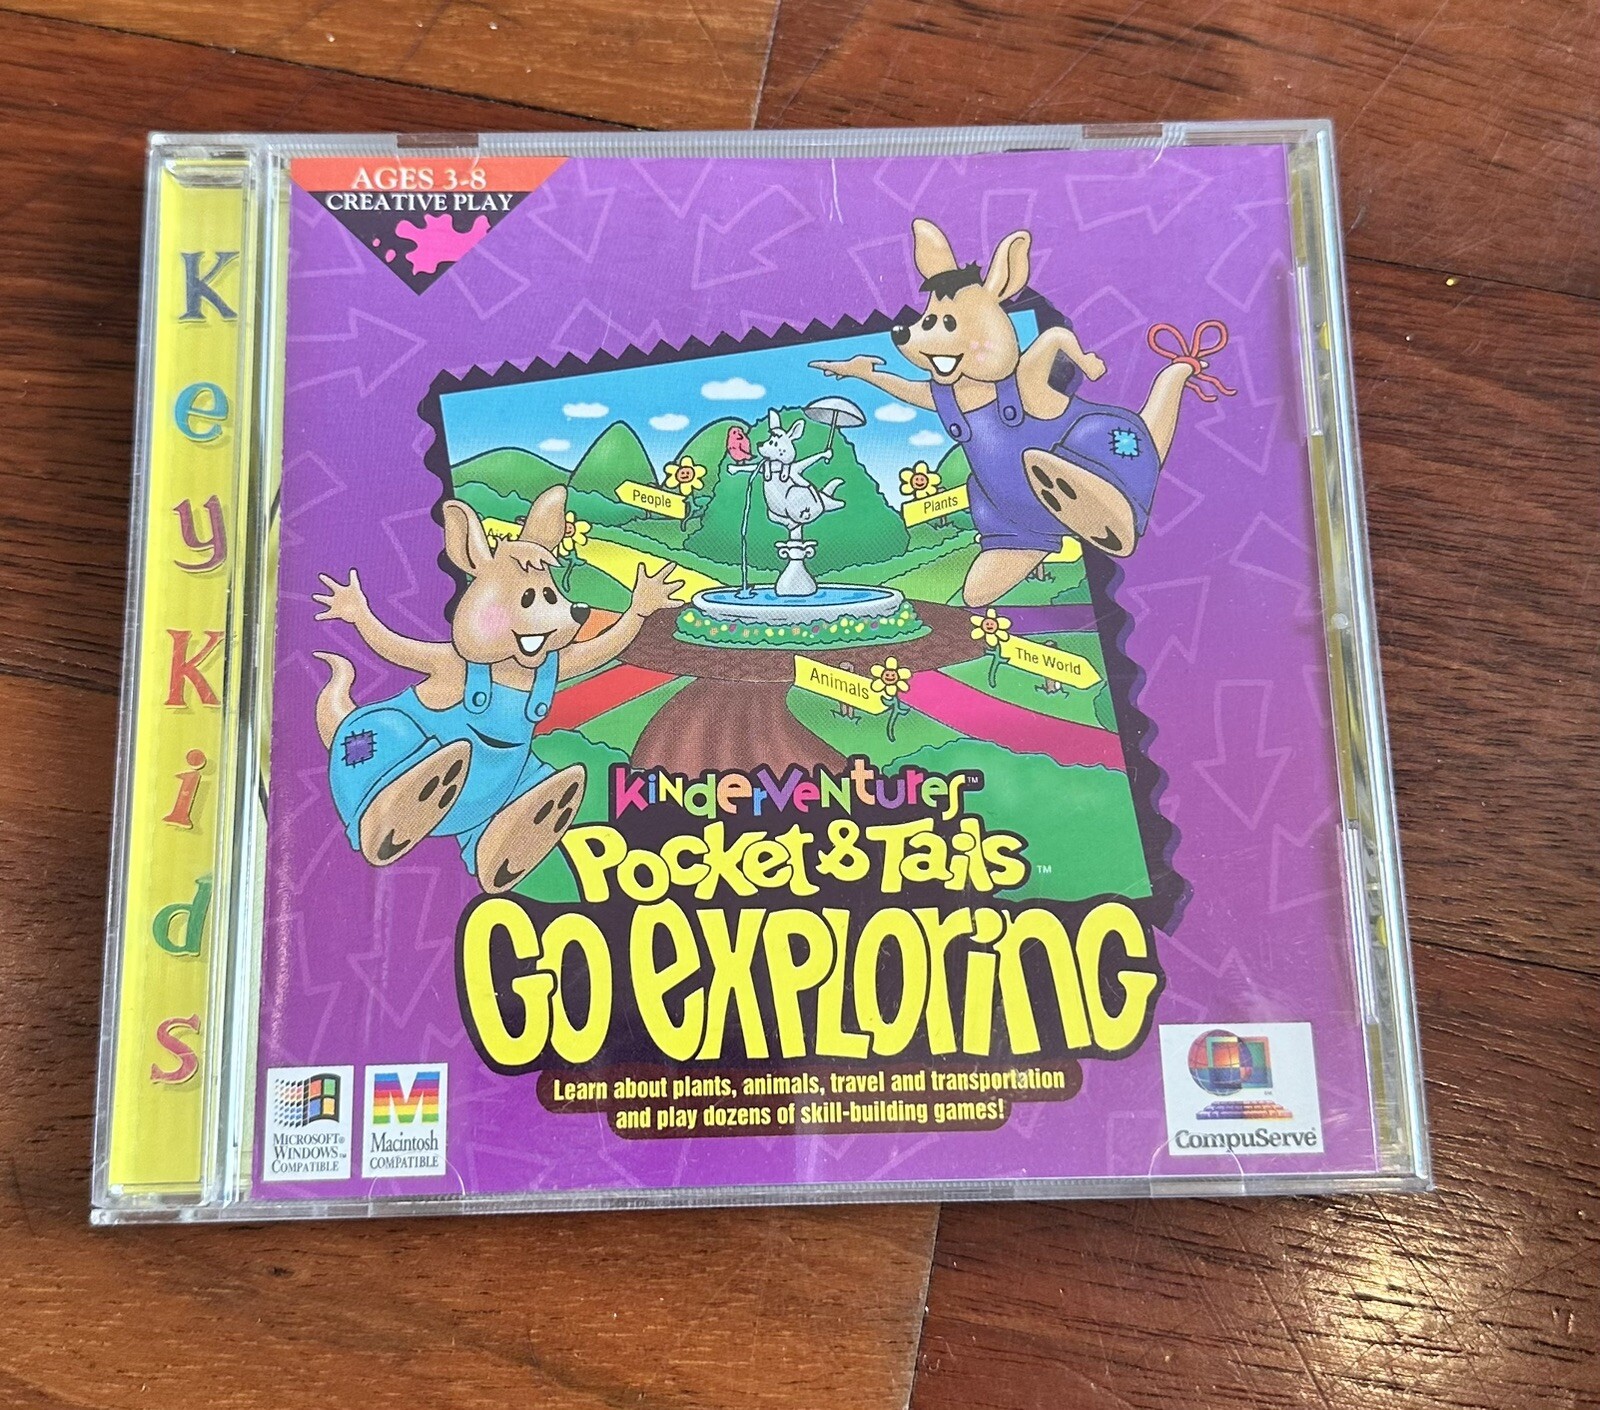 KeyKids
AGES 3-8
CREATIVE PLAY
People
Plants
The World
Animals
KinderVentures™
Pocket & Tails™
Go Exploring
Learn about plants, animals, travel and transportation
and play dozens of skill-building games!
MICROSOFT®
WINDOWS™
COMPATIBLE
Macintosh
COMPATIBLE
CompuServe®